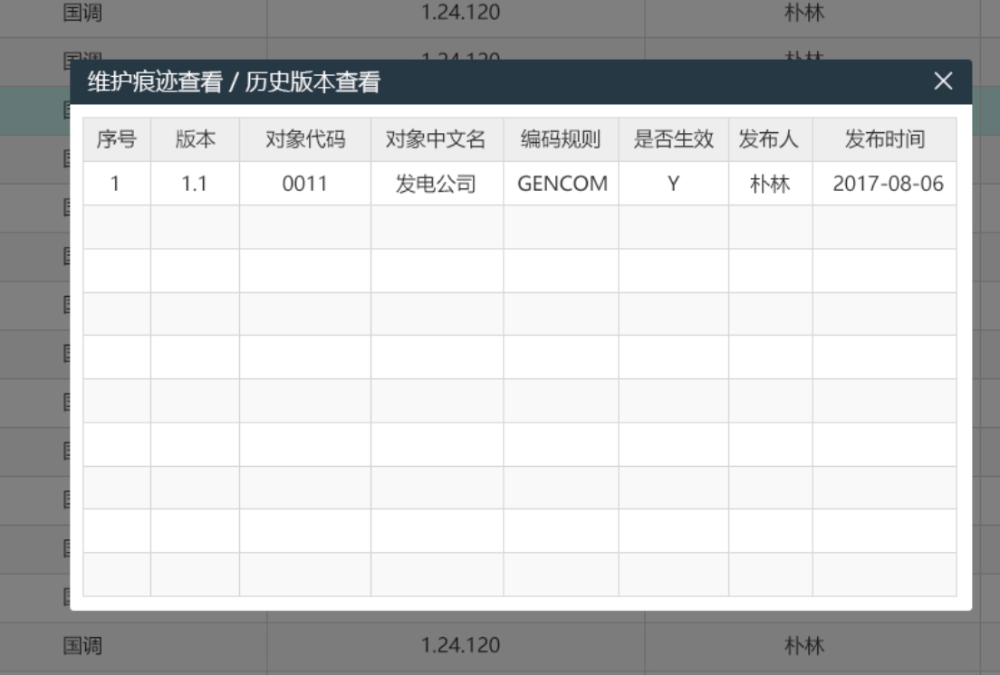 国调 1.24.120 朴林
国调 1.24.120 朴林
维护痕迹查看 / 历史版本查看
序号 版本 对象代码 对象中文名 编码规则 是否生效 发布人 发布时间
1 1.1 0011 发电公司 GENCOM Y 朴林 2017-08-06
国调 1.24.120 朴林